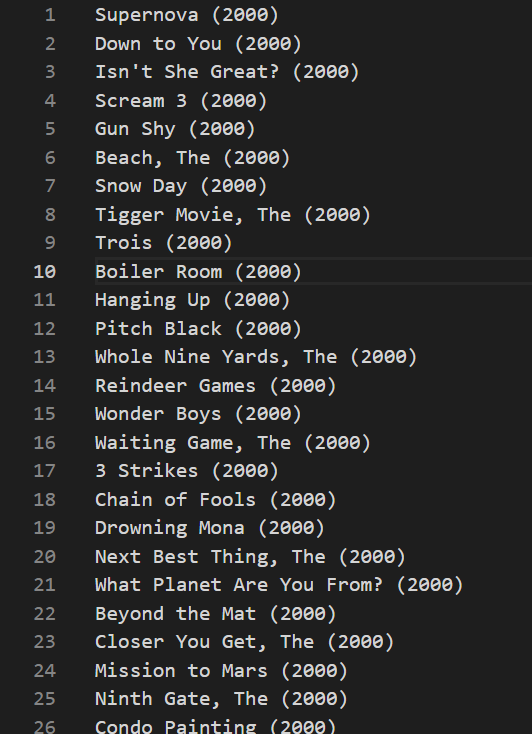 1 Supernova (2000)
2 Down to You (2000)
3 Isn't She Great? (2000)
4 Scream 3 (2000)
5 Gun Shy (2000)
6 Beach, The (2000)
7 Snow Day (2000)
8 Tigger Movie, The (2000)
9 Trois (2000)
10 Boiler Room (2000)
11 Hanging Up (2000)
12 Pitch Black (2000)
13 Whole Nine Yards, The (2000)
14 Reindeer Games (2000)
15 Wonder Boys (2000)
16 Waiting Game, The (2000)
17 3 Strikes (2000)
18 Chain of Fools (2000)
19 Drowning Mona (2000)
20 Next Best Thing, The (2000)
21 What Planet Are You From? (2000)
22 Beyond the Mat (2000)
23 Closer You Get, The (2000)
24 Mission to Mars (2000)
25 Ninth Gate, The (2000)
26 Condo Painting (2000)